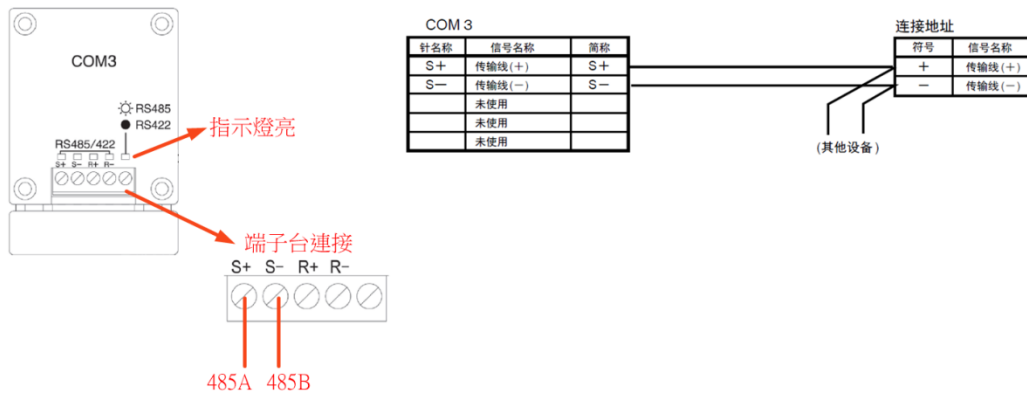 COM3
RS485
RS422
RS485/422
S+ S- R+ R-
指示燈亮
端子台連接
S+ S- R+ R-
485A 485B
COM 3
针名称 信号名称 简称
S+ 传输线(+) S+
S- 传输线(-) S-
未使用
未使用
未使用
连接地址
符号 信号名称
+ 传输线(+)
- 传输线(-)
(其他设备)